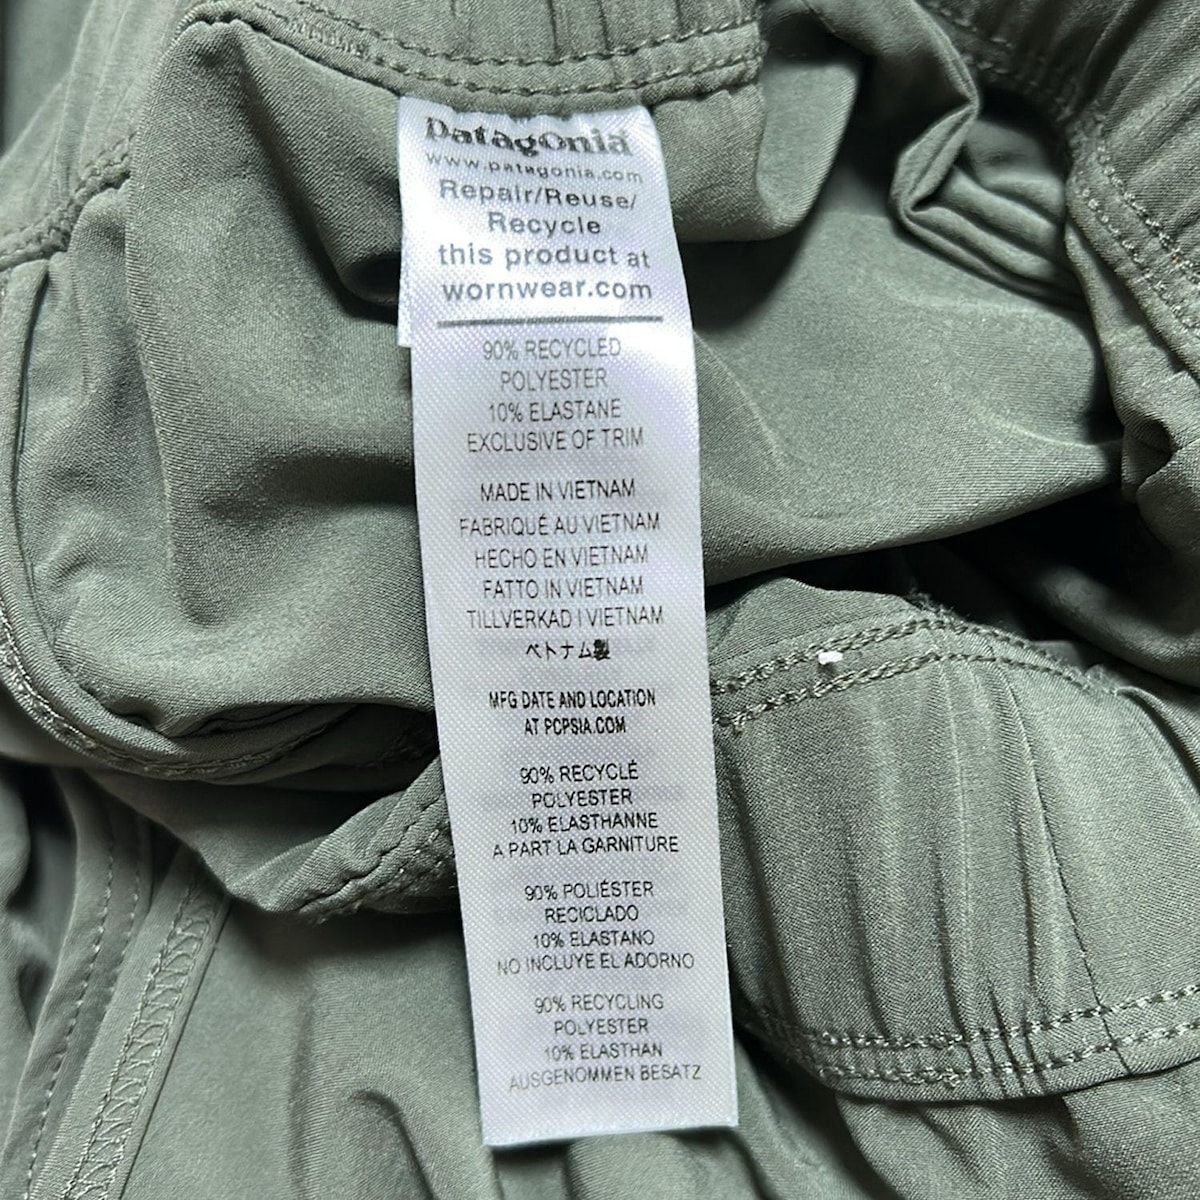 patagonia
www.patagonia.com
Repair/Reuse/
Recycle
this product at
wornwear.com
90% RECYCLED
POLYESTER
10% ELASTANE
EXCLUSIVE OF TRIM
MADE IN VIETNAM
FABRIQUÉ AU VIETNAM
HECHO EN VIETNAM
FATTO IN VIETNAM
TILLVERKAD I VIETNAM
ベトナム製
MFG DATE AND LOCATION
AT PCPSIA.COM
90% RECYCLÉ
POLYESTER
10% ELASTHANNE
A PART LA GARNITURE
90% POLIÉSTER
RECICLADO
10% ELASTANO
NO INCLUYE EL ADORNO
90% RECYCLING
POLYESTER
10% ELASTHAN
AUSGENOMMEN BESATZ